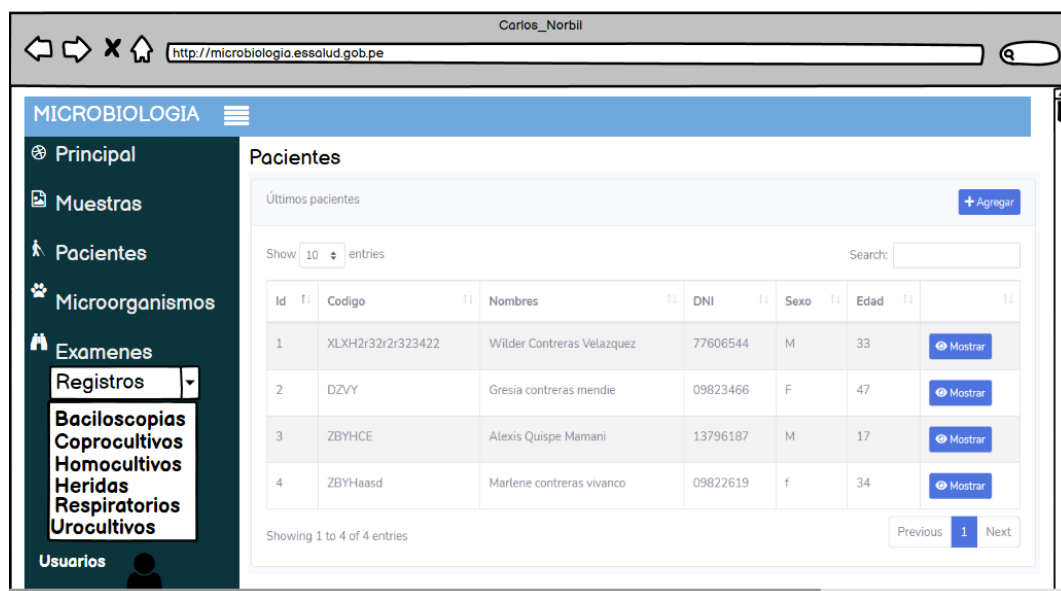 Carlos_Norbil
http://microbiologia.essalud.gob.pe
MICROBIOLOGIA
Principal
Muestras
Pacientes
Microorganismos
Examenes
Registros
Baciloscopias
Coprocultivos
Homocultivos
Heridas
Respiratorios
Urocultivos
Usuarios
Pacientes
Últimos pacientes
+ Agregar
Show 10 entries
Search:
Id Codigo Nombres DNI Sexo Edad
1 XLXH2r32r2r323422 Wilder Contreras Velazquez 77606544 M 33 Mostrar
2 DZVY Gresia contreras mendie 09823466 F 47 Mostrar
3 ZBYHCE Alexis Quispe Mamani 13796187 M 17 Mostrar
4 ZBYHaasd Marlene contreras vivanco 09822619 f 34 Mostrar
Showing 1 to 4 of 4 entries
Previous 1 Next